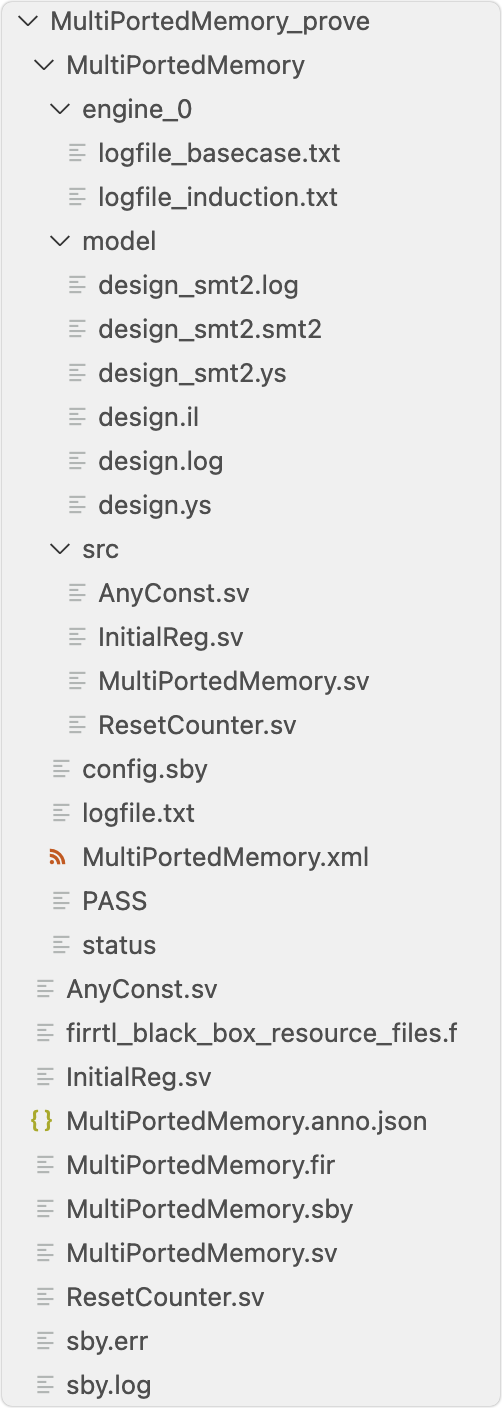 MultiPortedMemory_prove
MultiPortedMemory
engine_0
logfile_basecase.txt
logfile_induction.txt
model
design_smt2.log
design_smt2.smt2
design_smt2.ys
design.il
design.log
design.ys
src
AnyConst.sv
InitialReg.sv
MultiPortedMemory.sv
ResetCounter.sv
config.sby
logfile.txt
MultiPortedMemory.xml
PASS
status
AnyConst.sv
firrtl_black_box_resource_files.f
InitialReg.sv
{} MultiPortedMemory.anno.json
MultiPortedMemory.fir
MultiPortedMemory.sby
MultiPortedMemory.sv
ResetCounter.sv
sby.err
sby.log